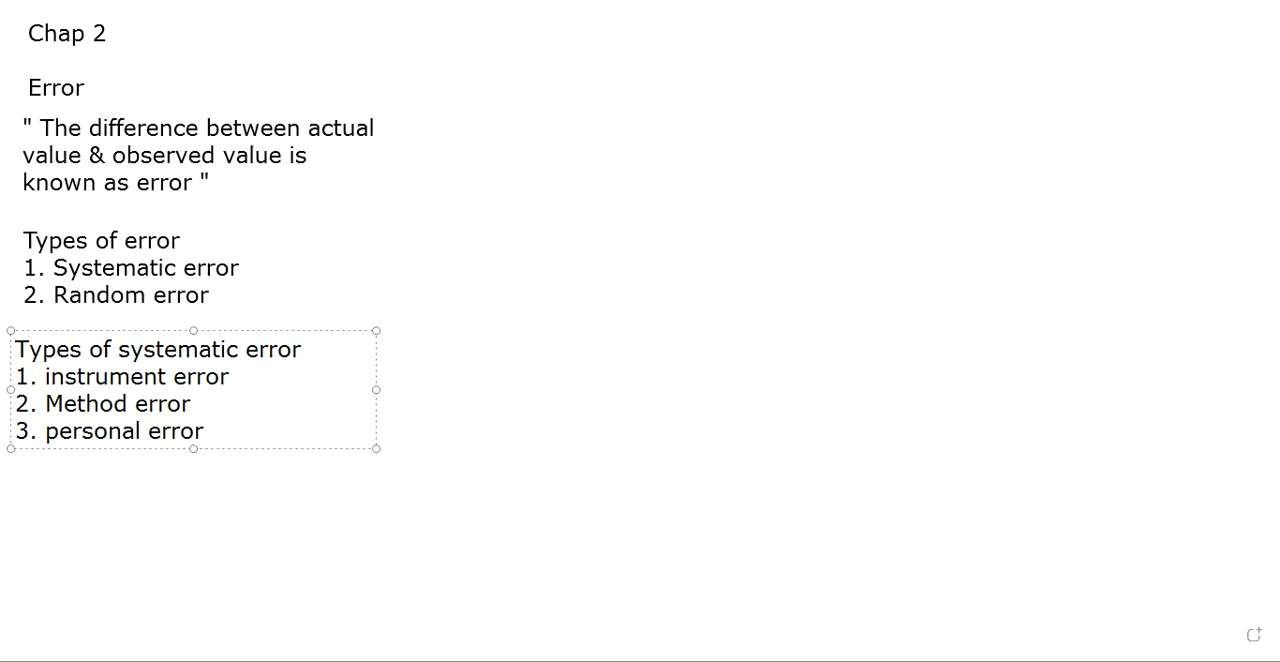 Chap 2
Error
" The difference between actual
value & observed value is
known as error "
Types of error
1. Systematic error
2. Random error
Types of systematic error
1. instrument error
2. Method error
3. personal error